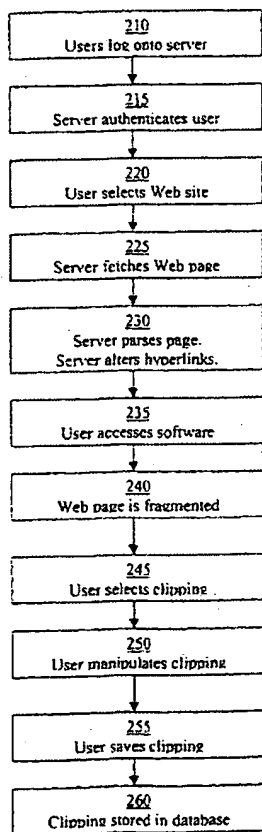 210
Users log onto server
215
Server authenticates user
220
User selects Web site
225
Server fetches Web page
230
Server parses page.
Server alters hyperlinks.
235
User accesses software
240
Web page is fragmented
245
User selects clipping
250
User manipulates clipping
255
User saves clipping
260
Clipping stored in database